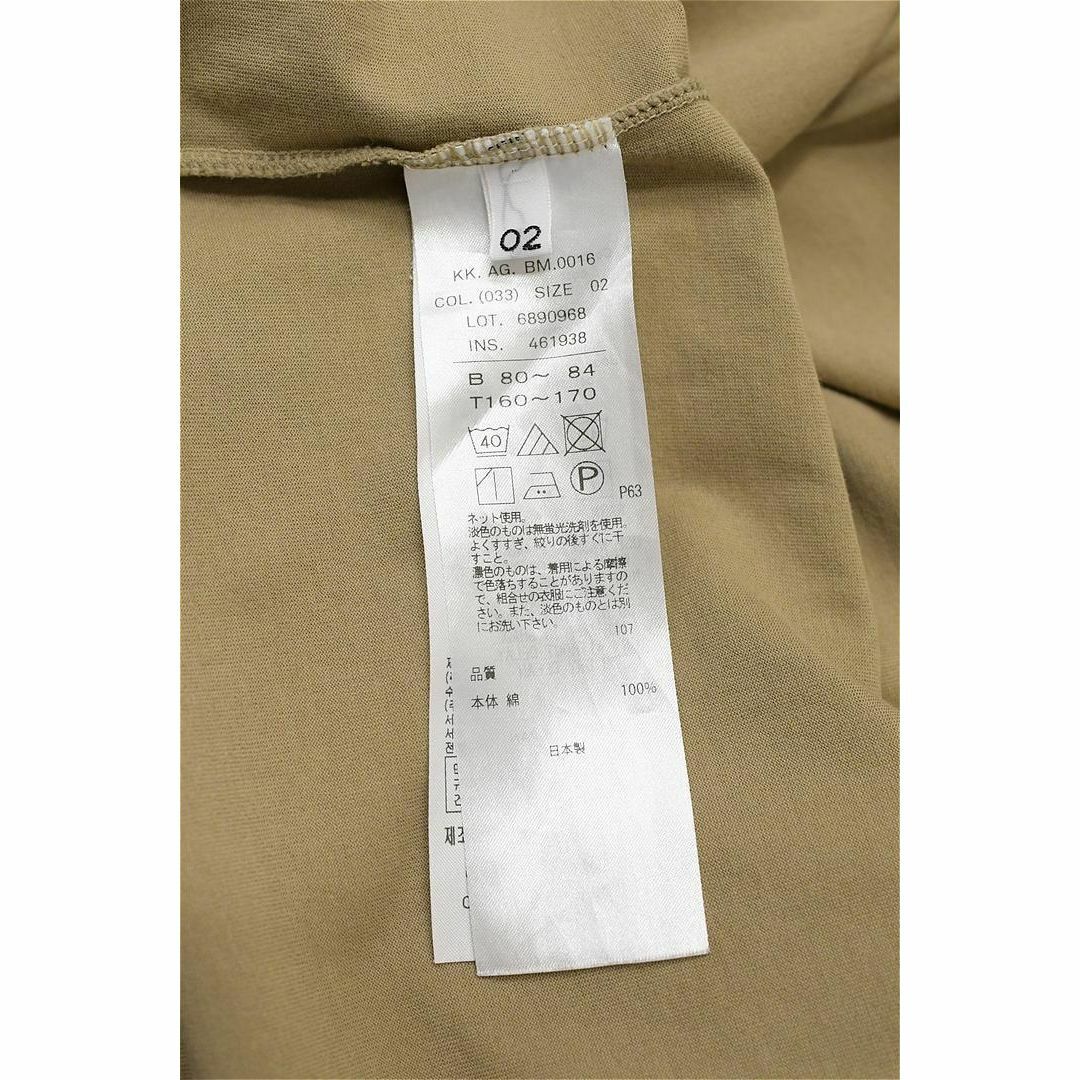 02
KK. AG. BM.0016
COL. (033) SIZE 02
LOT. 6890968
INS. 461938
B 80〜 84
T160〜170
40
P
P63
ネット使用。
淡色のものは無蛍光洗剤を使用。
よくすすぎ、絞りの後すぐに干
すこと。
濃色のものは、着用による摩擦
で色落ちすることがありますの
で、組合せの衣服にご注意くだ
さい。また、淡色のものとは別
にお洗い下さい。
107
品質
本体 綿 100%
日本製
제조